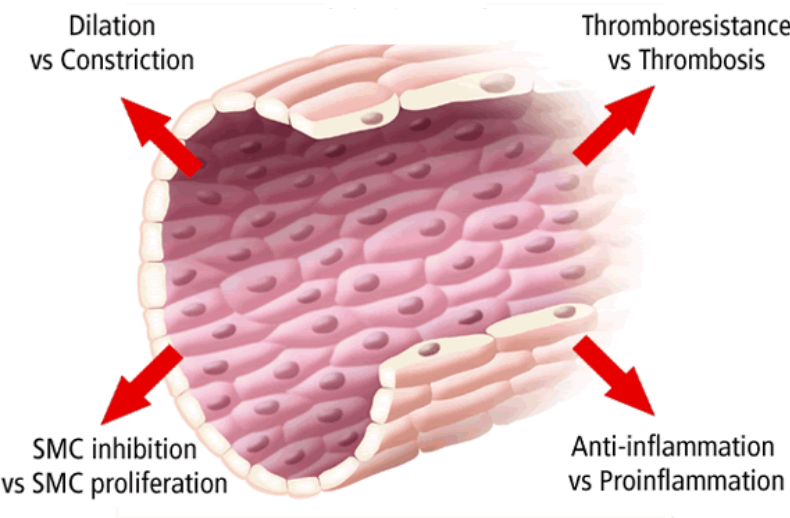 Dilation
vs Constriction
Thromboresistance
vs Thrombosis
SMC inhibition
vs SMC proliferation
Anti-inflammation
vs Proinflammation